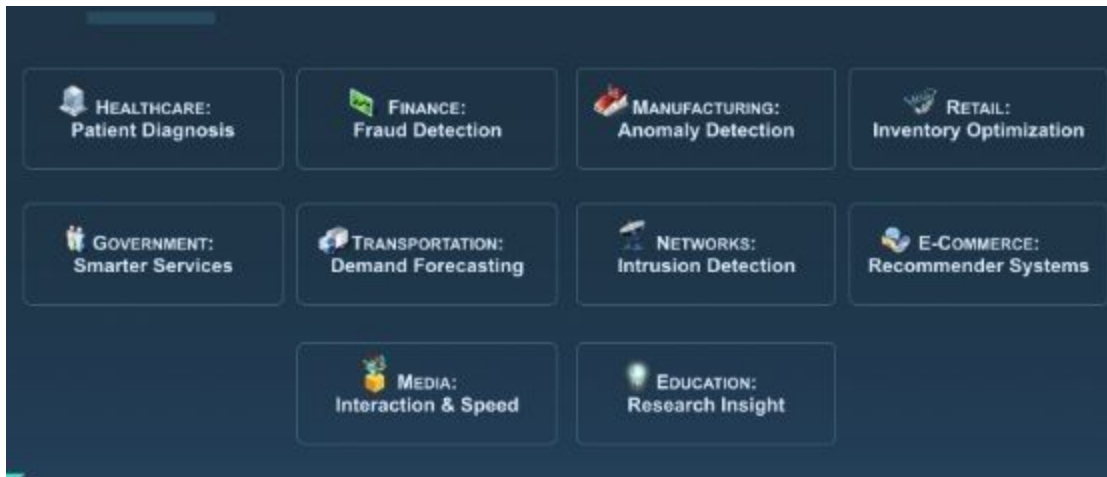 HEALTHCARE:
Patient Diagnosis
FINANCE:
Fraud Detection
MANUFACTURING:
Anomaly Detection
RETAIL:
Inventory Optimization
GOVERNMENT:
Smarter Services
TRANSPORTATION:
Demand Forecasting
NETWORKS:
Intrusion Detection
E-COMMERCE:
Recommender Systems
MEDIA:
Interaction & Speed
EDUCATION:
Research Insight